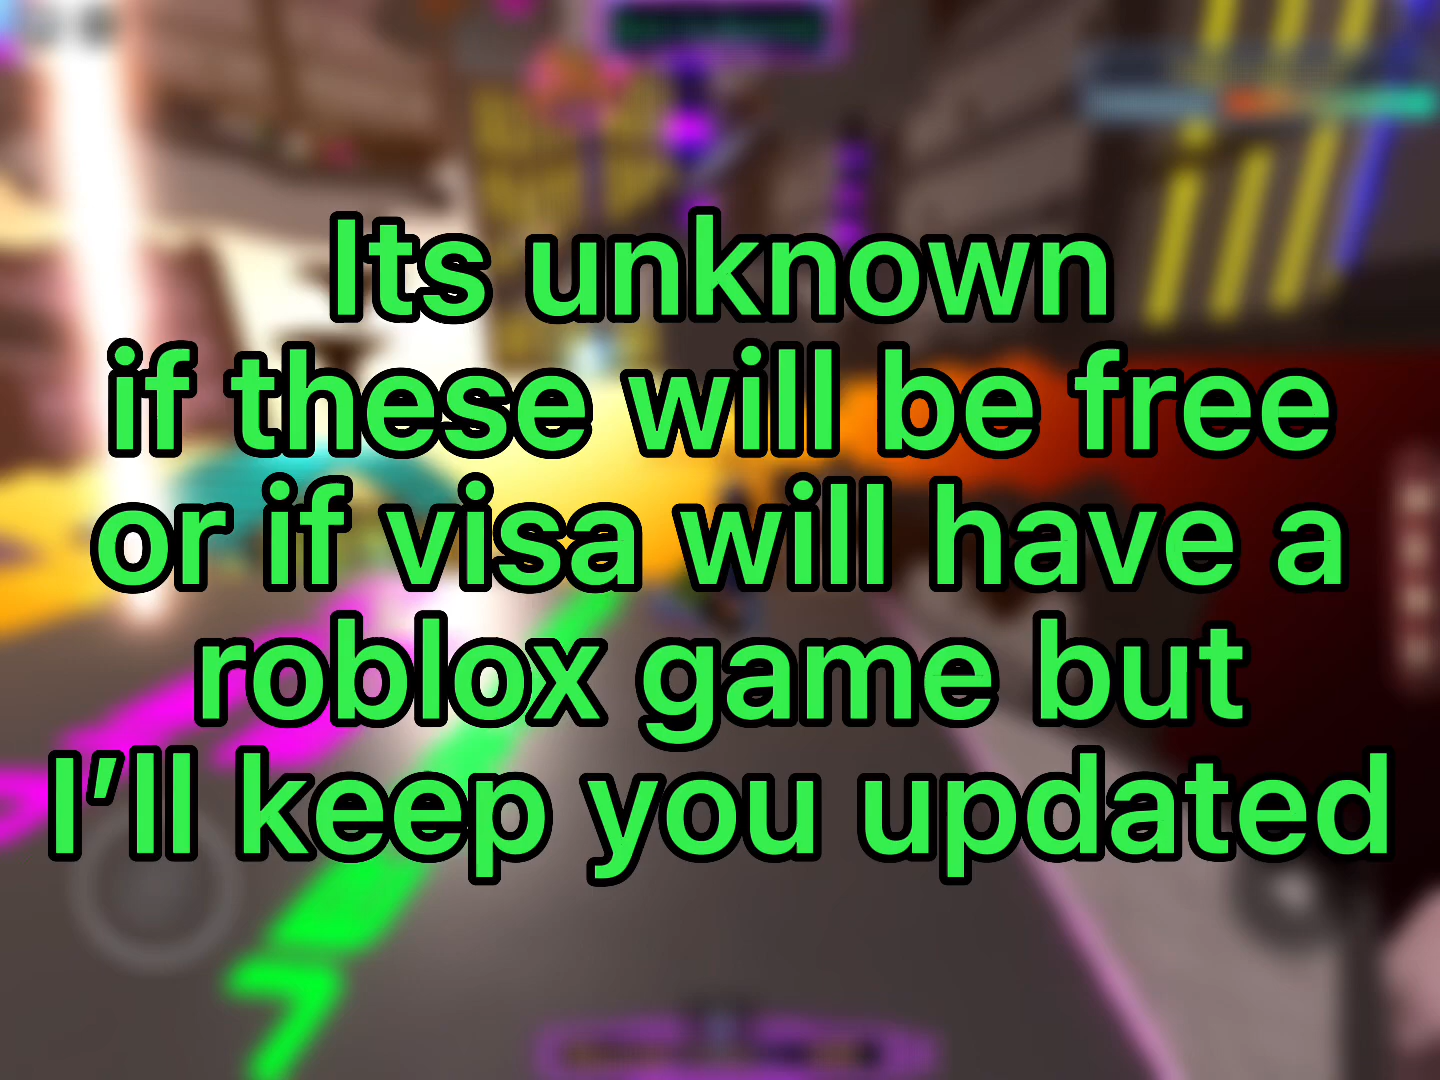 Its unknown
if these will be free
or if visa will have a
roblox game but
I’ll keep you updated